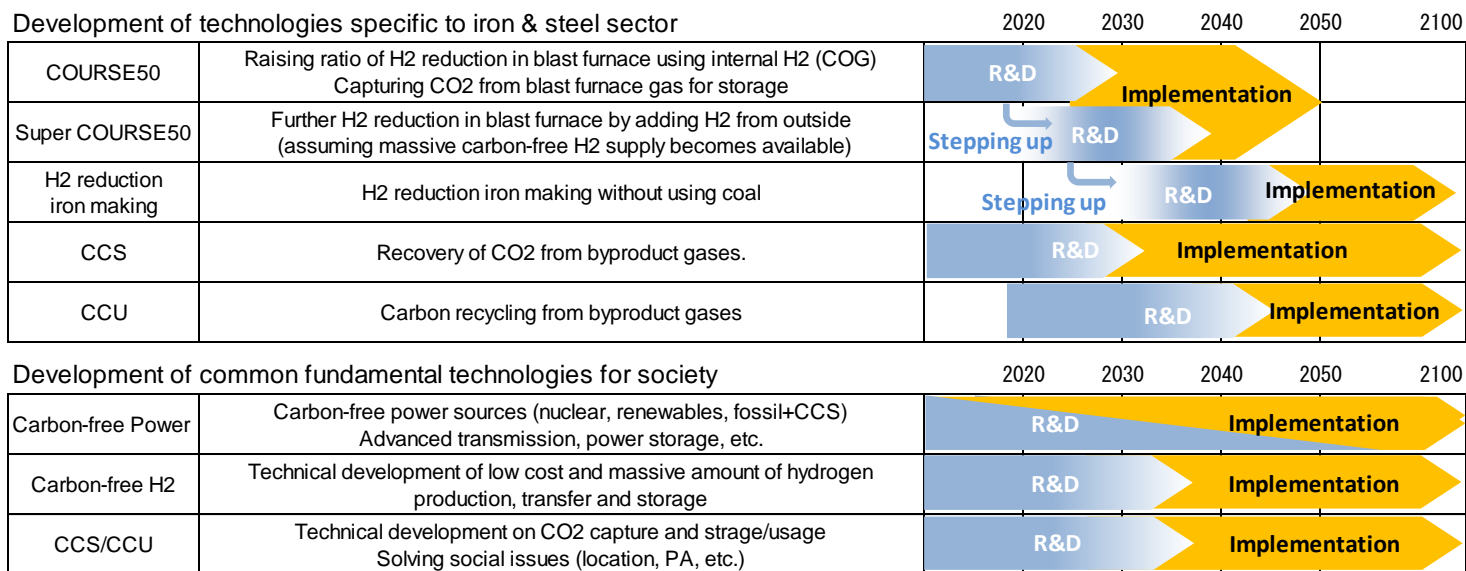 Development of technologies specific to iron & steel sector
2020 2030 2040 2050 2100
COURSE50
Raising ratio of H2 reduction in blast furnace using internal H2 (COG)
Capturing CO2 from blast furnace gas for storage
R&D
Implementation
Super COURSE50
Further H2 reduction in blast furnace by adding H2 from outside
(assuming massive carbon-free H2 supply becomes available)
Stepping up
R&D
H2 reduction
iron making
H2 reduction iron making without using coal
Stepping up
R&D
Implementation
CCS
Recovery of CO2 from byproduct gases.
R&D
Implementation
CCU
Carbon recycling from byproduct gases
R&D
Implementation
Development of common fundamental technologies for society
2020 2030 2040 2050 2100
Carbon-free Power
Carbon-free power sources (nuclear, renewables, fossil+CCS)
Advanced transmission, power storage, etc.
R&D
Implementation
Carbon-free H2
Technical development of low cost and massive amount of hydrogen
production, transfer and storage
R&D
Implementation
CCS/CCU
Technical development on CO2 capture and strage/usage
Solving social issues (location, PA, etc.)
R&D
Implementation